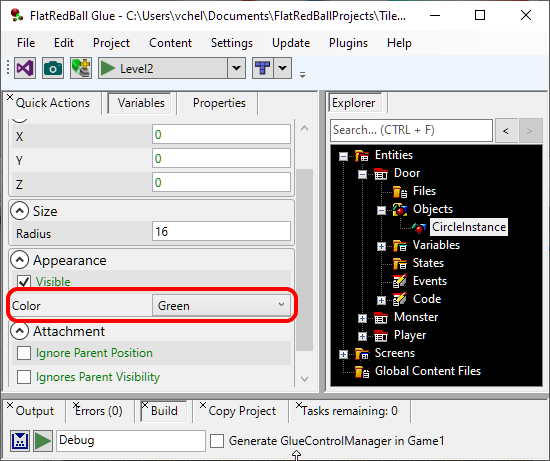 FlatRedBall Glue - C:\Users\vchel\Documents\FlatRedBallProjects\Tile...
File Edit Project Content Settings Update Plugins Help
Level2
Quick Actions Variables Properties
X 0
Y 0
Z 0
Size
Radius 16
Appearance
Visible
Color Green
Attachment
Ignore Parent Position
Ignores Parent Visibility
Explorer
Search... (CTRL + F) < >
Entities
Door
Files
Objects
CircleInstance
Variables
States
Events
Code
Monster
Player
Screens
Global Content Files
Output Errors (0) Build Copy Project Tasks remaining: 0
Debug Generate GlueControlManager in Game1